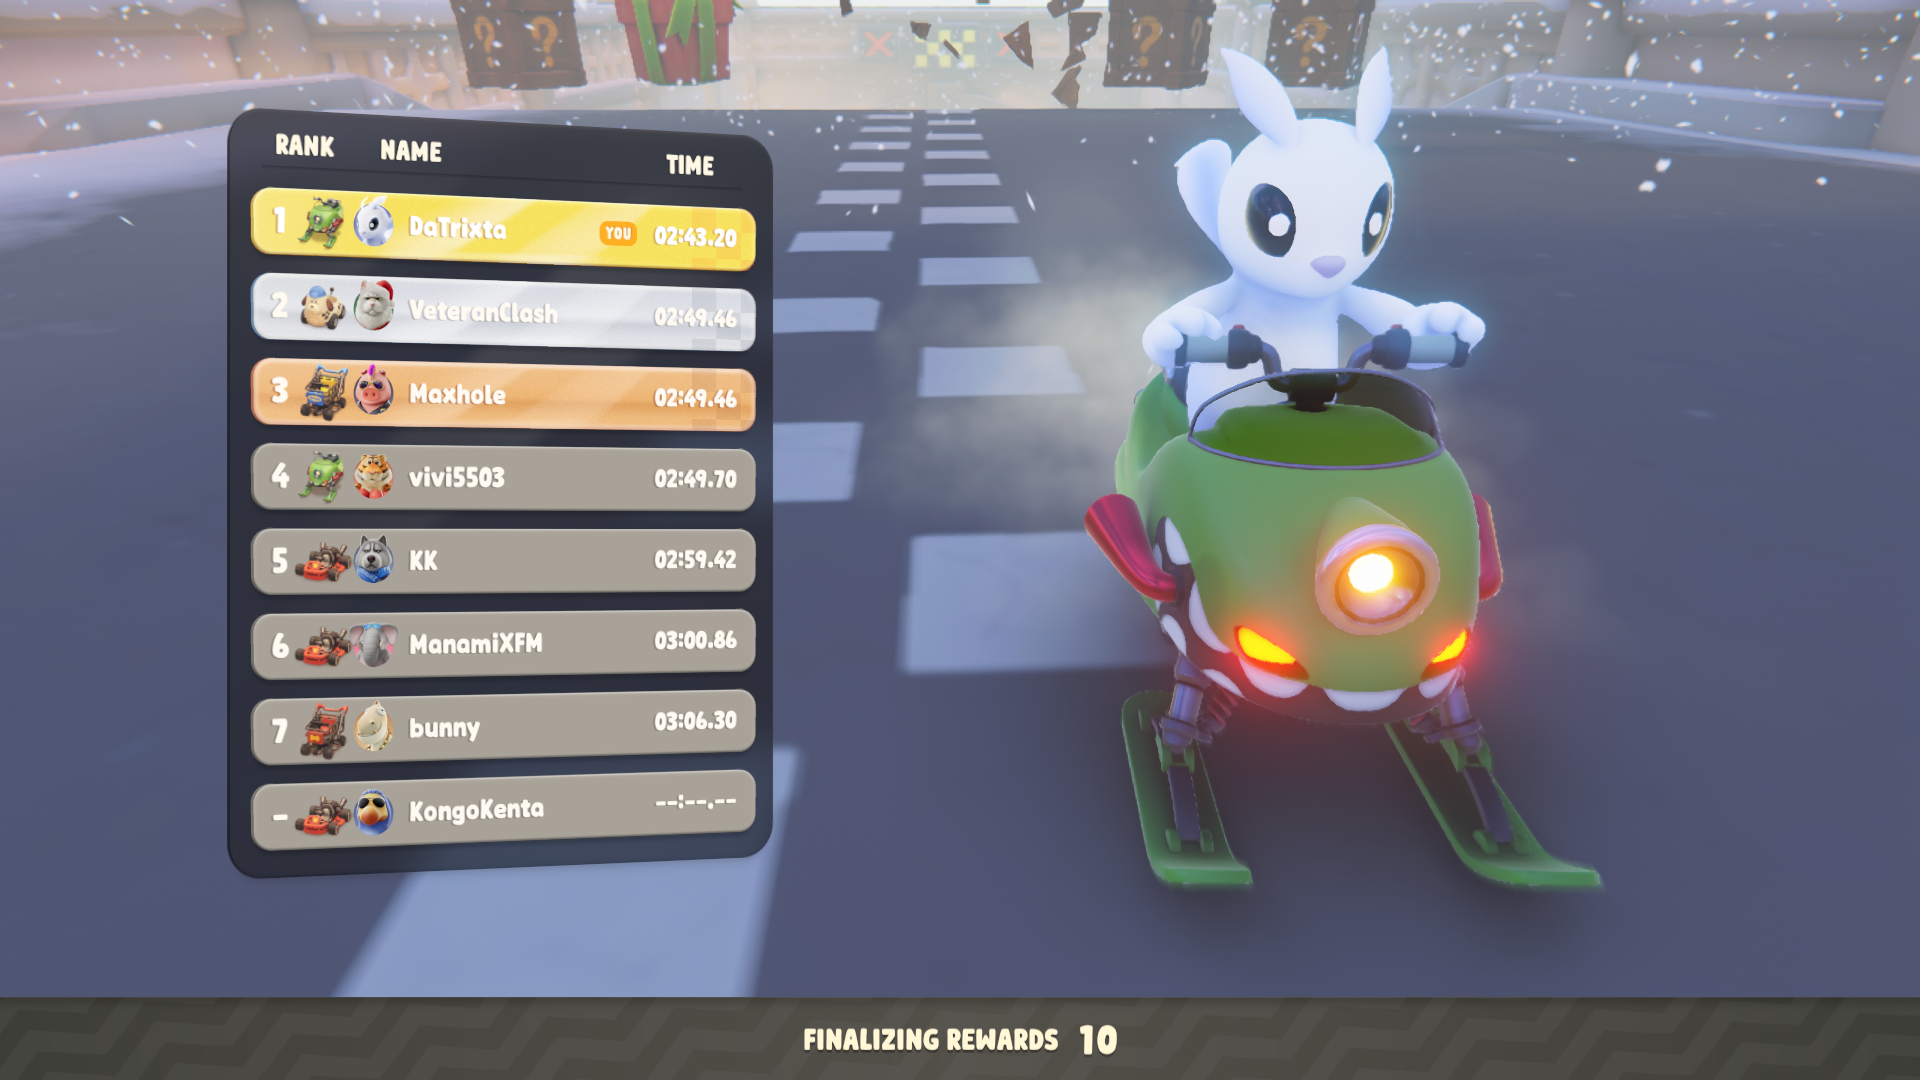 RANK NAME TIME
1 DaTrixta YOU 02:43.20
2 VeteranClash 02:49.46
3 Maxhole 02:49.46
4 vivi5503 02:49.70
5 KK 02:59.42
6 ManamiXFM 03:00.86
7 bunny 03:06.30
- KongoKenta --:--.--
FINALIZING REWARDS 10